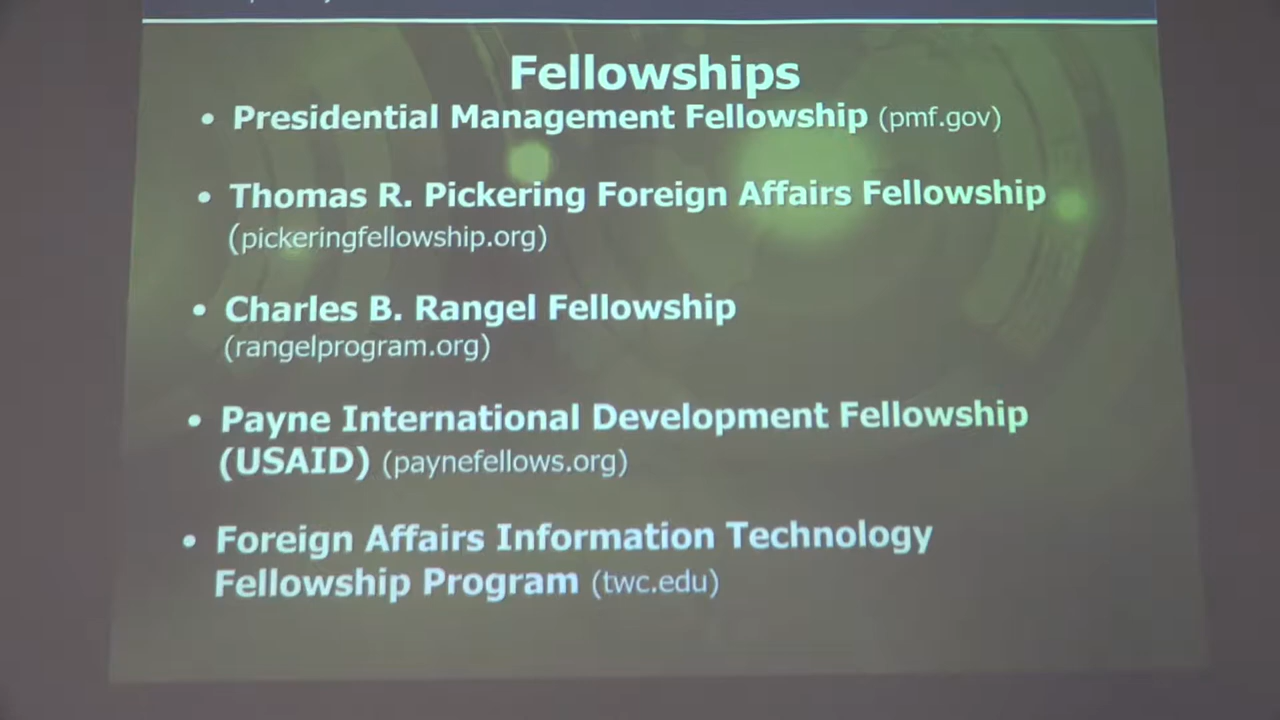 Fellowships
• Presidential Management Fellowship (pmf.gov)
• Thomas R. Pickering Foreign Affairs Fellowship
(pickeringfellowship.org)
• Charles B. Rangel Fellowship
(rangelprogram.org)
• Payne International Development Fellowship
(USAID) (paynefellows.org)
• Foreign Affairs Information Technology
Fellowship Program (twc.edu)